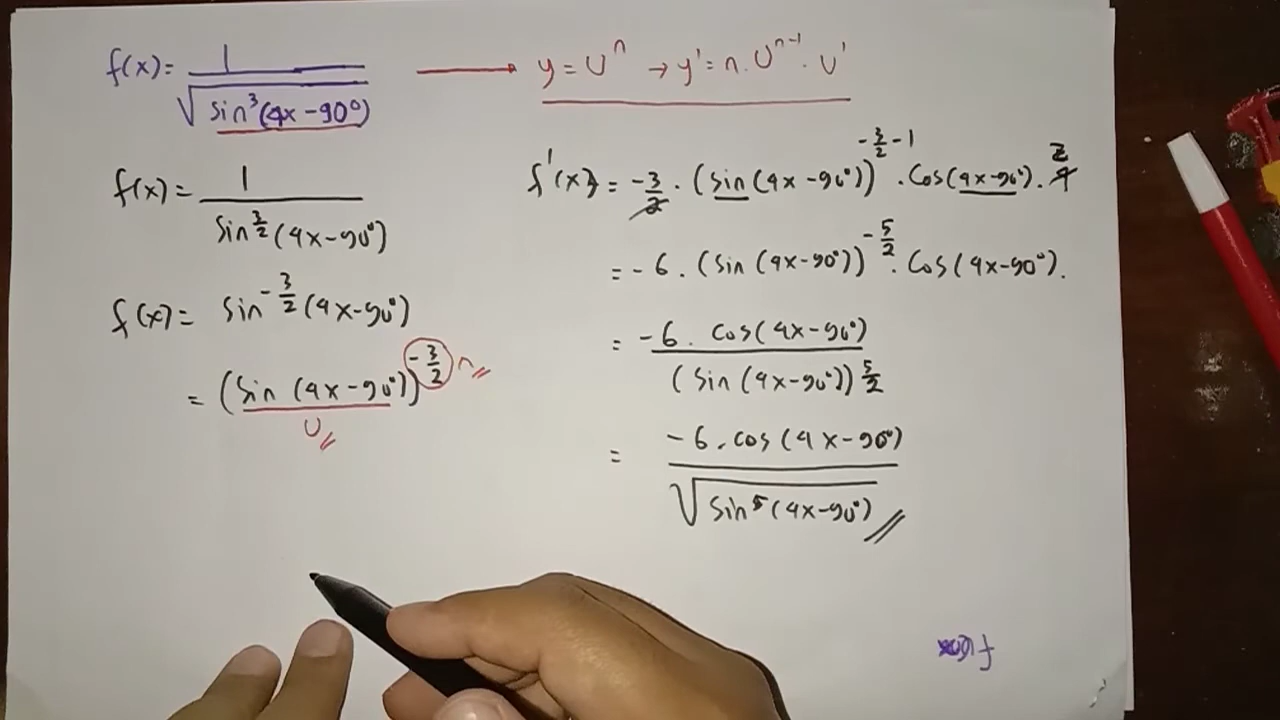 f(x) = 1/√(sin³(4x-90°)) → y = U^n → y' = n.U^(n-1).U'
f(x) = 1/(sin^(3/2)(4x-90°))
f(x) = sin^(-3/2)(4x-90°)
= (sin (4x-90°))^(-3/2) n
U
f'(x) = -3/2 . (sin(4x-90°))^(-3/2-1) . Cos(4x-90°) . 4 2
= -6 . (sin (4x-90°))^(-5/2) . Cos(4x-90°).
= -6 . cos(4x-90°)/(sin (4x-90°))^(5/2)
= -6 . cos(4x-90°)/√(sin⁵(4x-90°))